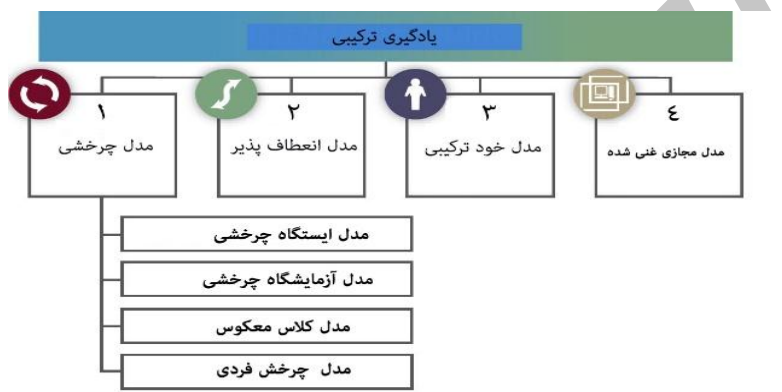 یادگیری ترکیبی
۱
مدل چرخشی
۲
مدل انعطاف پذیر
۳
مدل خود ترکیبی
٤
مدل مجازی غنی شده
مدل ایستگاه چرخشی
مدل آزمایشگاه چرخشی
مدل کلاس معکوس
مدل چرخش فردی